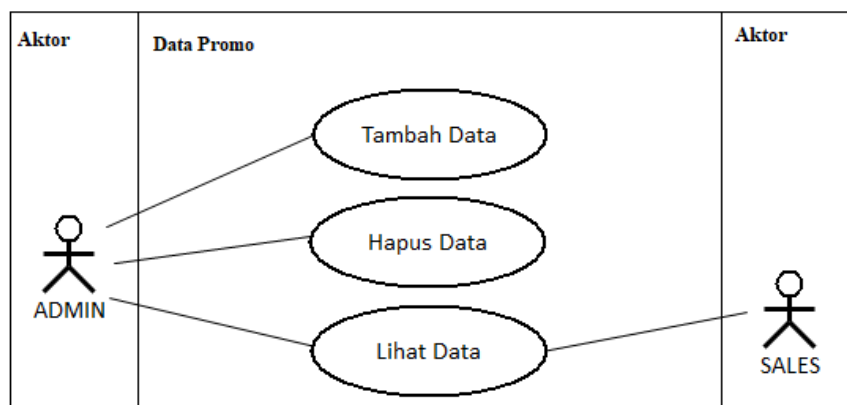 Aktor
Data Promo
Aktor
Tambah Data
Hapus Data
ADMIN
Lihat Data
SALES